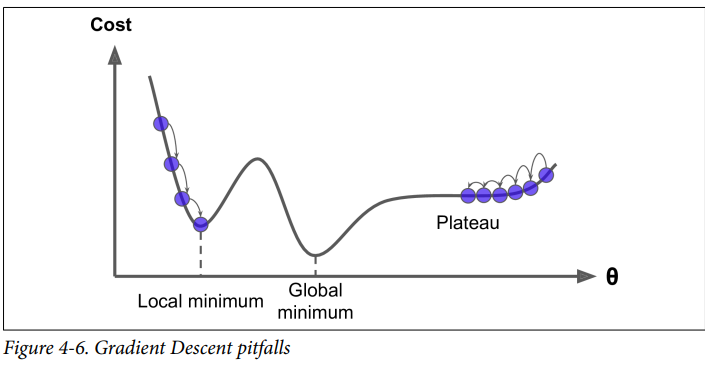 Cost
Plateau
θ
Local minimum
Global
minimum
Figure 4-6. Gradient Descent pitfalls